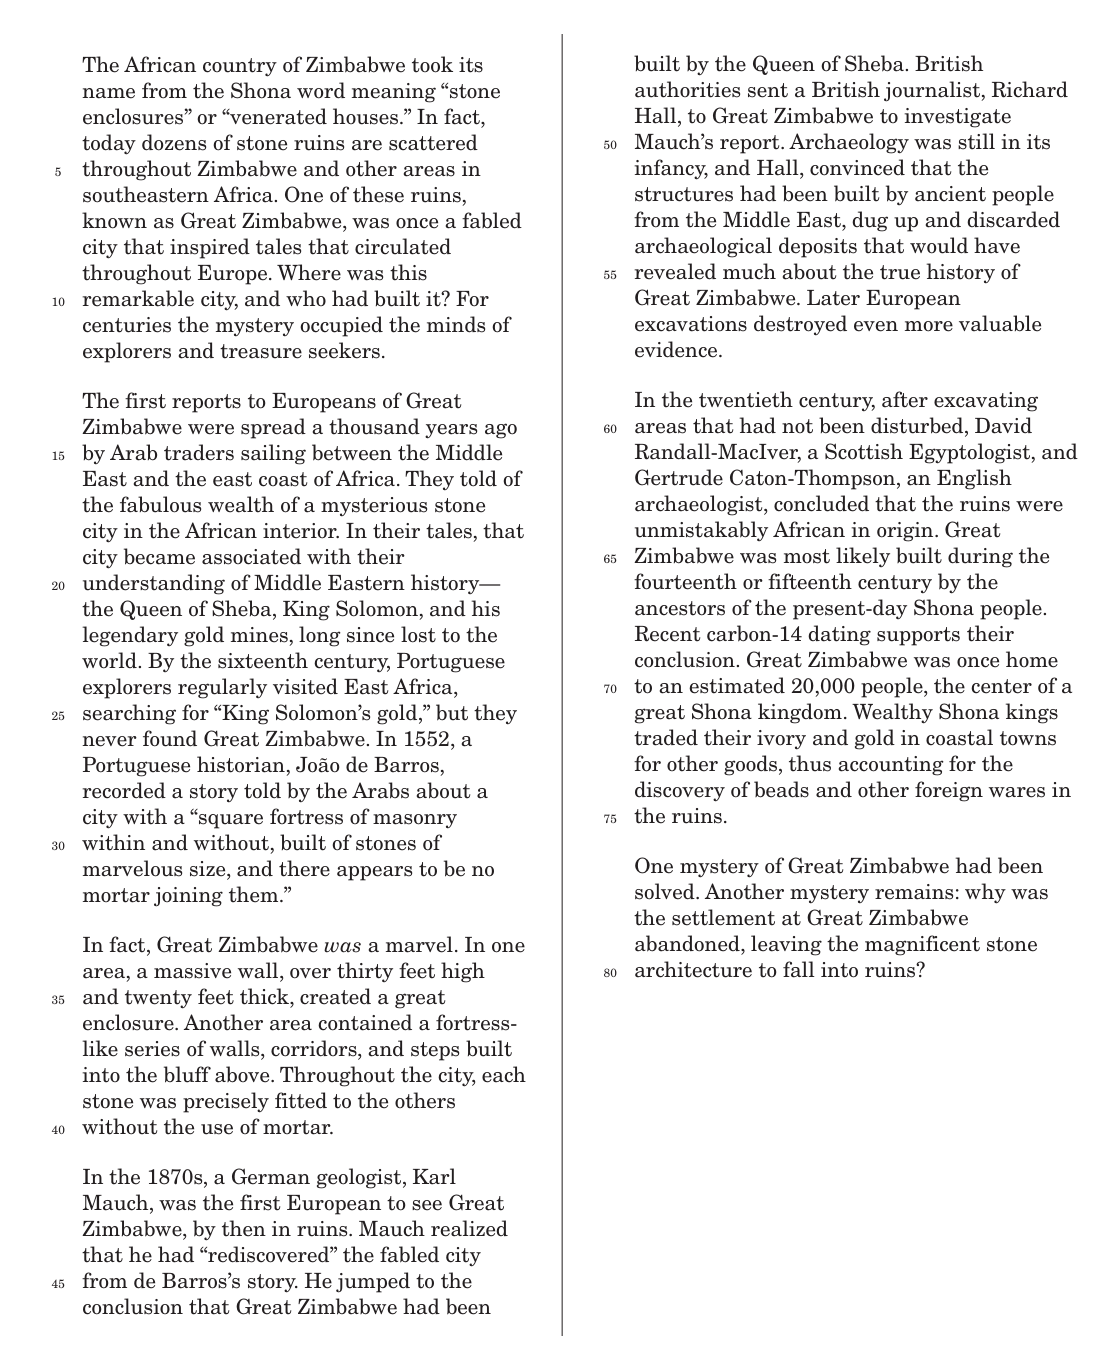 The African country of Zimbabwe took its
name from the Shona word meaning “stone
enclosures” or “venerated houses.” In fact,
today dozens of stone ruins are scattered
5 throughout Zimbabwe and other areas in
southeastern Africa. One of these ruins,
known as Great Zimbabwe, was once a fabled
city that inspired tales that circulated
throughout Europe. Where was this
10 remarkable city, and who had built it? For
centuries the mystery occupied the minds of
explorers and treasure seekers.
The first reports to Europeans of Great
Zimbabwe were spread a thousand years ago
15 by Arab traders sailing between the Middle
East and the east coast of Africa. They told of
the fabulous wealth of a mysterious stone
city in the African interior. In their tales, that
city became associated with their
20 understanding of Middle Eastern history—
the Queen of Sheba, King Solomon, and his
legendary gold mines, long since lost to the
world. By the sixteenth century, Portuguese
explorers regularly visited East Africa,
25 searching for “King Solomon’s gold,” but they
never found Great Zimbabwe. In 1552, a
Portuguese historian, João de Barros,
recorded a story told by the Arabs about a
city with a “square fortress of masonry
30 within and without, built of stones of
marvelous size, and there appears to be no
mortar joining them.”
In fact, Great Zimbabwe was a marvel. In one
area, a massive wall, over thirty feet high
35 and twenty feet thick, created a great
enclosure. Another area contained a fortress-
like series of walls, corridors, and steps built
into the bluff above. Throughout the city, each
stone was precisely fitted to the others
40 without the use of mortar.
In the 1870s, a German geologist, Karl
Mauch, was the first European to see Great
Zimbabwe, by then in ruins. Mauch realized
that he had “rediscovered” the fabled city
45 from de Barros’s story. He jumped to the
conclusion that Great Zimbabwe had been
built by the Queen of Sheba. British
authorities sent a British journalist, Richard
Hall, to Great Zimbabwe to investigate
50 Mauch’s report. Archaeology was still in its
infancy, and Hall, convinced that the
structures had been built by ancient people
from the Middle East, dug up and discarded
archaeological deposits that would have
55 revealed much about the true history of
Great Zimbabwe. Later European
excavations destroyed even more valuable
evidence.
In the twentieth century, after excavating
60 areas that had not been disturbed, David
Randall-MacIver, a Scottish Egyptologist, and
Gertrude Caton-Thompson, an English
archaeologist, concluded that the ruins were
unmistakably African in origin. Great
65 Zimbabwe was most likely built during the
fourteenth or fifteenth century by the
ancestors of the present-day Shona people.
Recent carbon-14 dating supports their
conclusion. Great Zimbabwe was once home
70 to an estimated 20,000 people, the center of a
great Shona kingdom. Wealthy Shona kings
traded their ivory and gold in coastal towns
for other goods, thus accounting for the
discovery of beads and other foreign wares in
75 the ruins.
One mystery of Great Zimbabwe had been
solved. Another mystery remains: why was
the settlement at Great Zimbabwe
abandoned, leaving the magnificent stone
80 architecture to fall into ruins?